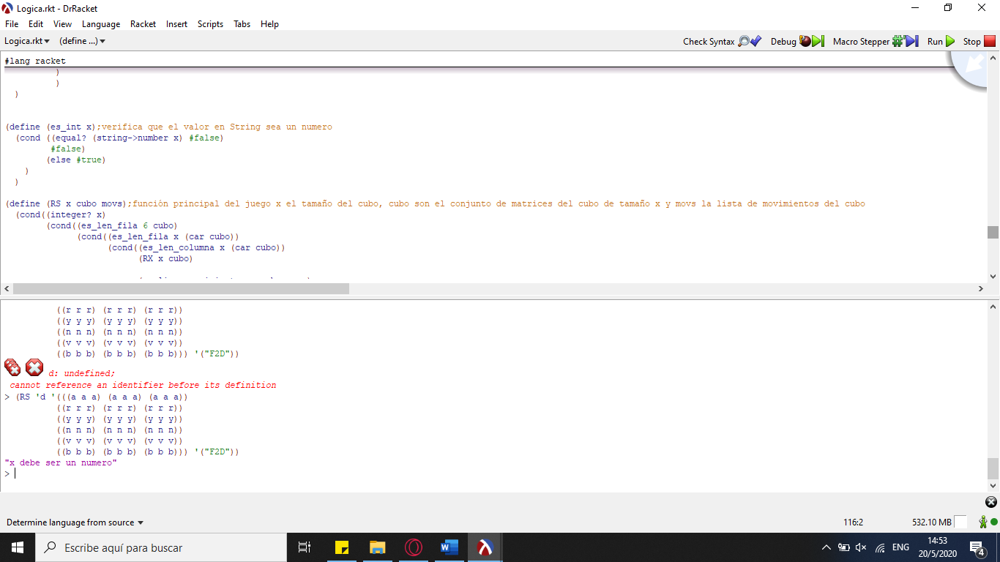 Logica.rkt - DrRacket
File Edit View Language Racket Insert Scripts Tabs Help
Logica.rkt (define ...) Check Syntax Debug Macro Stepper Run Stop
#lang racket
)
)
)
(define (es_int x);verifica que el valor en String sea un numero
(cond ((equal? (string->number x) #false)
#false)
(else #true)
)
)
(define (RS x cubo movs);función principal del juego x el tamaño del cubo, cubo son el conjunto de matrices del cubo de tamaño x y movs la lista de movimientos del cubo
(cond((integer? x)
(cond((es_len_fila 6 cubo)
(cond((es_len_fila x (car cubo))
(cond((es_len_columna x (car cubo))
(RX x cubo)
((r r r) (r r r) (r r r))
((y y y) (y y y) (y y y))
((n n n) (n n n) (n n n))
((v v v) (v v v) (v v v))
((b b b) (b b b) (b b b))) '("F2D"))
d: undefined;
cannot reference an identifier before its definition
> (RS 'd '(((a a a) (a a a) (a a a))
((r r r) (r r r) (r r r))
((y y y) (y y y) (y y y))
((n n n) (n n n) (n n n))
((v v v) (v v v) (v v v))
((b b b) (b b b) (b b b))) '("F2D"))
"x debe ser un numero"
>
Determine language from source 116:2 532.10 MB
Escribe aquí para buscar
ENG
14:53
20/5/2020
4